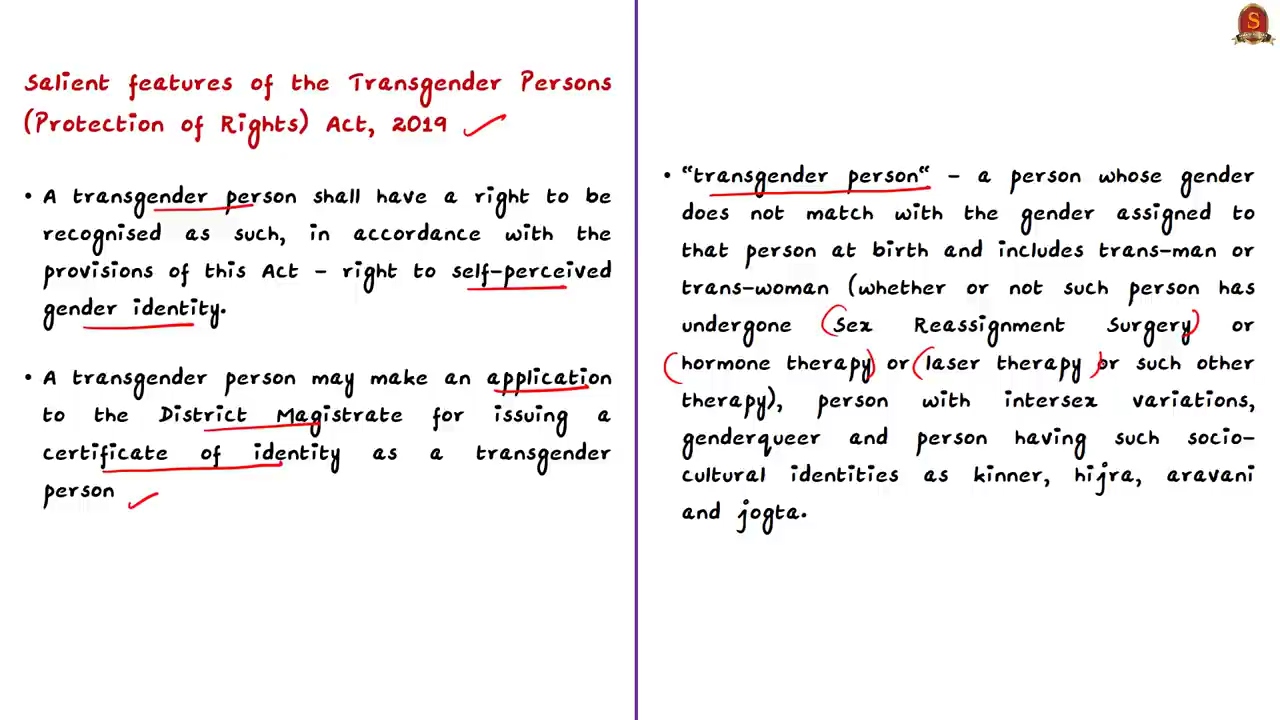 Salient features of the Transgender Persons
(Protection of Rights) Act, 2019
• A transgender person shall have a right to be
recognised as such, in accordance with the
provisions of this Act - right to self-perceived
gender identity.
• A transgender person may make an application
to the District Magistrate for issuing a
certificate of identity as a transgender
person
• "transgender person" - a person whose gender
does not match with the gender assigned to
that person at birth and includes trans-man or
trans-woman (whether or not such person has
undergone Sex Reassignment Surgery or
hormone therapy or laser therapy or such other
therapy), person with intersex variations,
genderqueer and person having such socio-
cultural identities as kinner, hijra, aravani
and jogta.
S